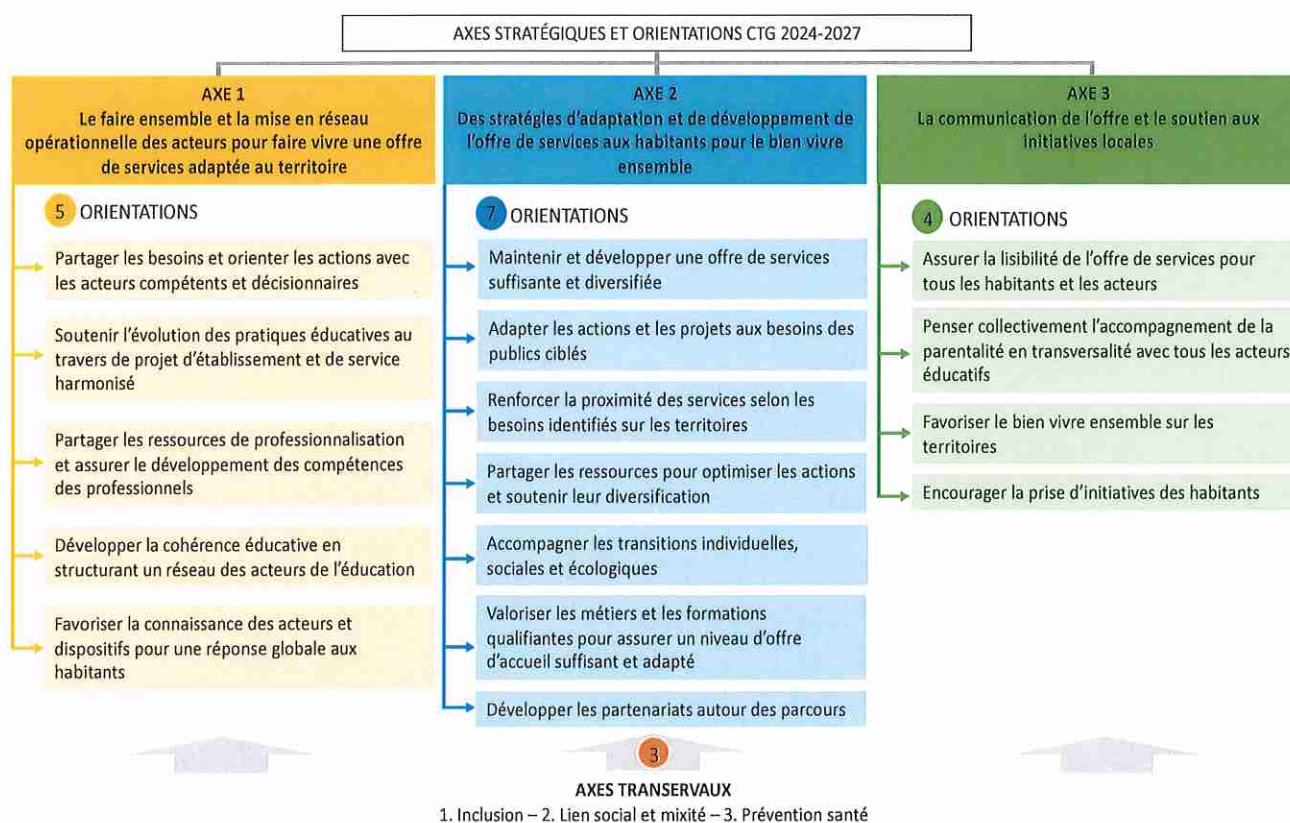 AXES STRATÉGIQUES ET ORIENTATIONS CTG 2024-2027
AXE 1
Le faire ensemble et la mise en réseau
opérationnelle des acteurs pour faire vivre une offre
de services adaptée au territoire
5 ORIENTATIONS
Partager les besoins et orienter les actions avec
les acteurs compétents et décisionnaires
Soutenir l'évolution des pratiques éducatives au
travers de projet d'établissement et de service
harmonisé
Partager les ressources de professionnalisation
et assurer le développement des compétences
des professionnels
Développer la cohérence éducative en
structurant un réseau des acteurs de l'éducation
Favoriser la connaissance des acteurs et
dispositifs pour une réponse globale aux
habitants
AXE 2
Des stratégies d'adaptation et de développement de
l'offre de services aux habitants pour le bien vivre
ensemble
7 ORIENTATIONS
Maintenir et développer une offre de services
suffisante et diversifiée
Adapter les actions et les projets aux besoins des
publics ciblés
Renforcer la proximité des services selon les
besoins identifiés sur les territoires
Partager les ressources pour optimiser les actions
et soutenir leur diversification
Accompagner les transitions individuelles,
sociales et écologiques
Valoriser les métiers et les formations
qualifiantes pour assurer un niveau d'offre
d'accueil suffisant et adapté
Développer les partenariats autour des parcours
AXE 3
La communication de l'offre et le soutien aux
initiatives locales
4 ORIENTATIONS
Assurer la lisibilité de l'offre de services pour
tous les habitants et les acteurs
Penser collectivement l'accompagnement de la
parentalité en transversalité avec tous les acteurs
éducatifs
Favoriser le bien vivre ensemble sur les
territoires
Encourager la prise d'initiatives des habitants
3
AXES TRANSERVAUX
1. Inclusion – 2. Lien social et mixité – 3. Prévention santé